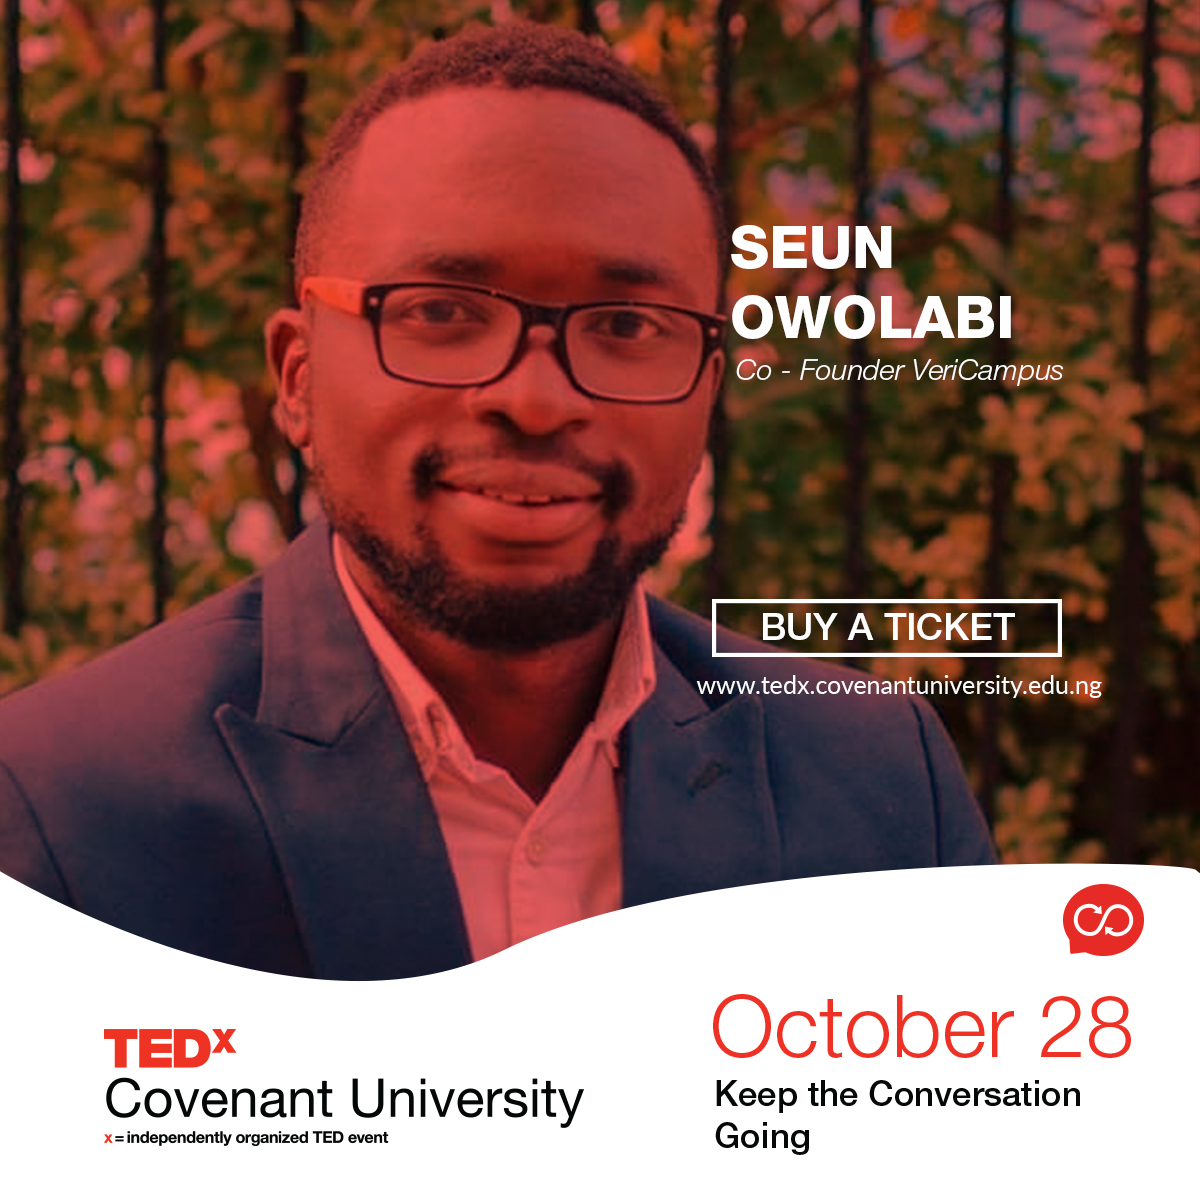 SEUN
OWOLABI
Co - Founder VeriCampus
BUY A TICKET
www.tedx.covenantuniversity.edu.ng
TEDx
Covenant University
x = independently organized TED event
October 28
Keep the Conversation
Going